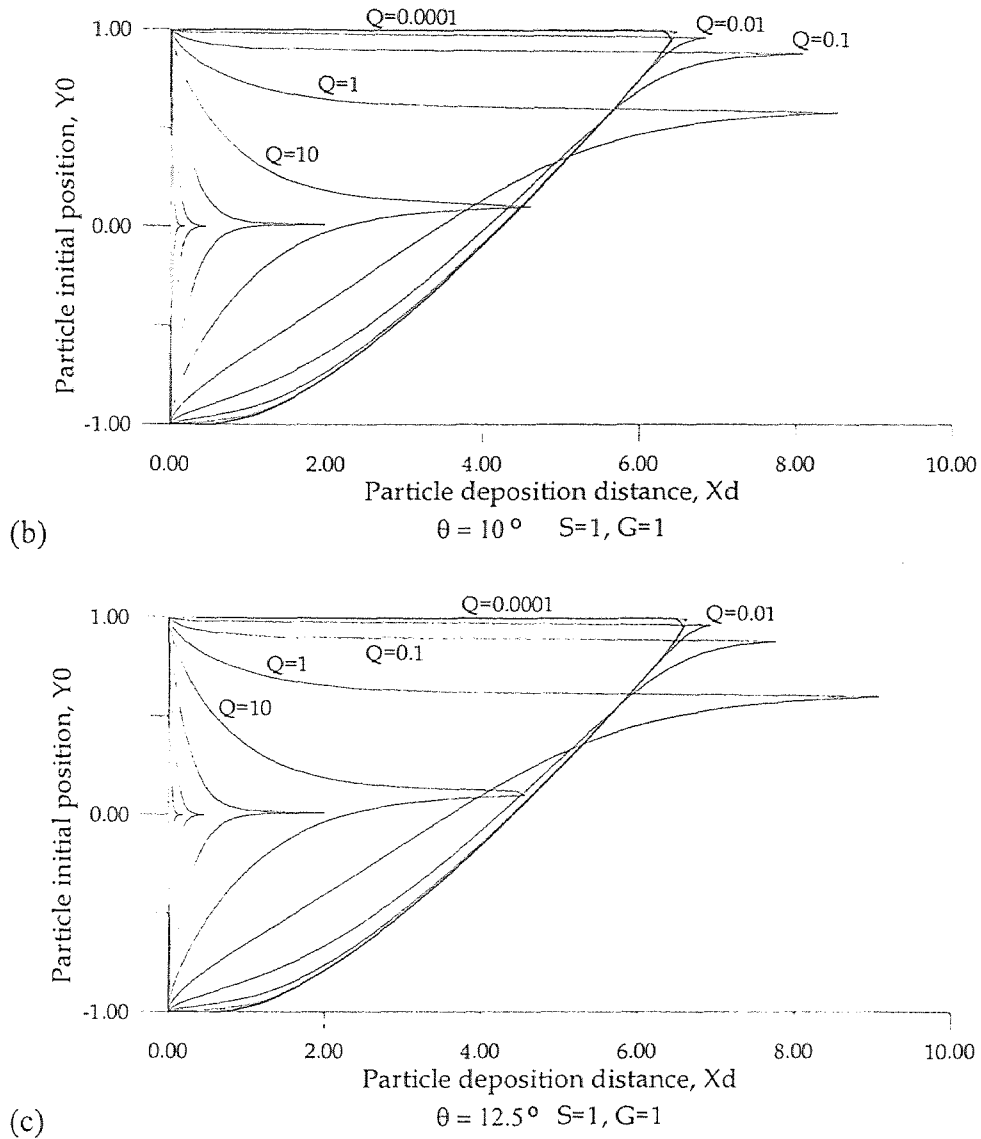 Q=0.0001
Q=0.01
Q=0.1
Q=1
Q=10
1.00
0.00
-1.00
Particle initial position, Y0
0.00 2.00 4.00 6.00 8.00 10.00
Particle deposition distance, Xd
(b)
θ = 10° S=1, G=1
Q=0.0001
Q=0.01
Q=0.1
Q=1
Q=10
1.00
0.00
-1.00
Particle initial position, Y0
0.00 2.00 4.00 6.00 8.00 10.00
Particle deposition distance, Xd
(c)
θ = 12.5° S=1, G=1